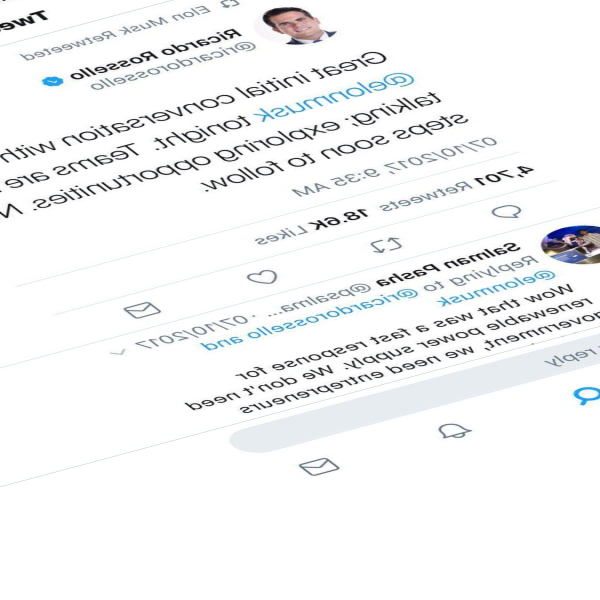 Twe
Elon Musk Retweeted
Ricardo Rossello
@ricardorossello
Great initial conversation with
@elonmusk tonight. Teams are
talking; exploring opportunities. N
steps soon to follow.
07/10/2017, 9:35 AM
4,701 Retweets 18.6K Likes
Salman Pasha @psalma... · 07/10/2017
Replying to @ricardorossello and
@elonmusk
Wow that was a fast response for
renewable power supply. We don't need
government, we need entrepreneurs
reply